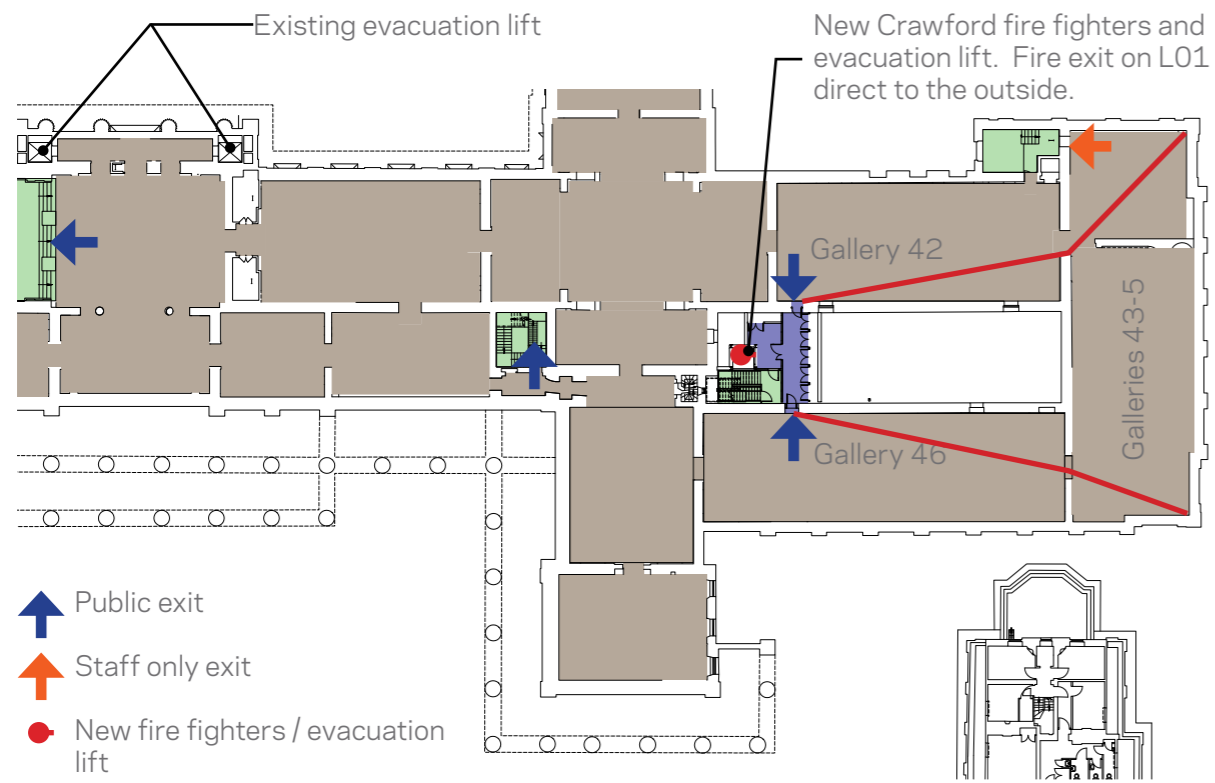 Existing evacuation lift
New Crawford fire fighters and
evacuation lift.  Fire exit on L01
direct to the outside.
Gallery 42
Galleries 43-5
Gallery 46
Public exit
Staff only exit
New fire fighters / evacuation
lift